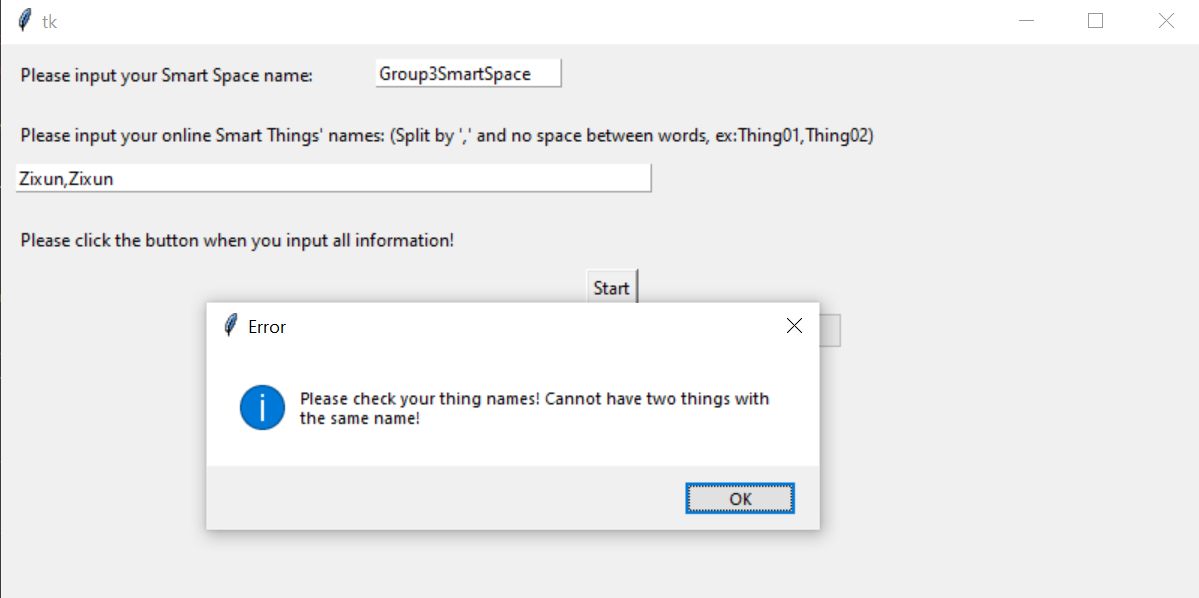 tk
Please input your Smart Space name:
Group3SmartSpace
Please input your online Smart Things' names: (Split by ',' and no space between words, ex:Thing01,Thing02)
Zixun,Zixun
Please click the button when you input all information!
Start
Error
Please check your thing names! Cannot have two things with
the same name!
OK